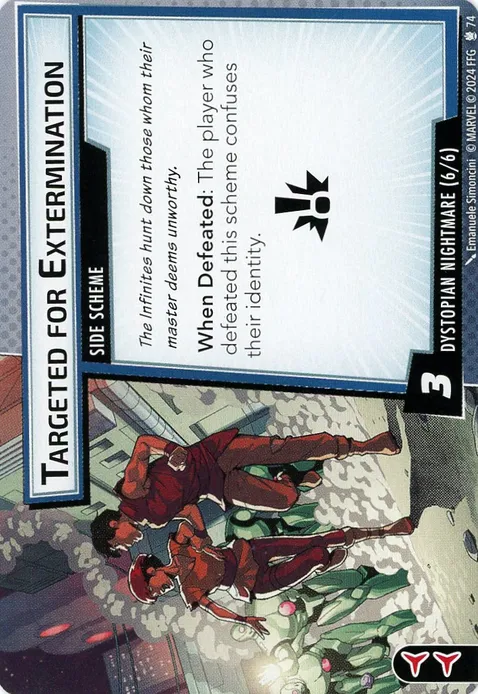 TARGETED FOR EXTERMINATION
SIDE SCHEME
The Infinites hunt down those whom their
master deems unworthy.
When Defeated: The player who
defeated this scheme confuses
their identity.
3
DYSTOPIAN NIGHTMARE (6/6)
Emanuele Simoncini © MARVEL © 2024 FFG 74